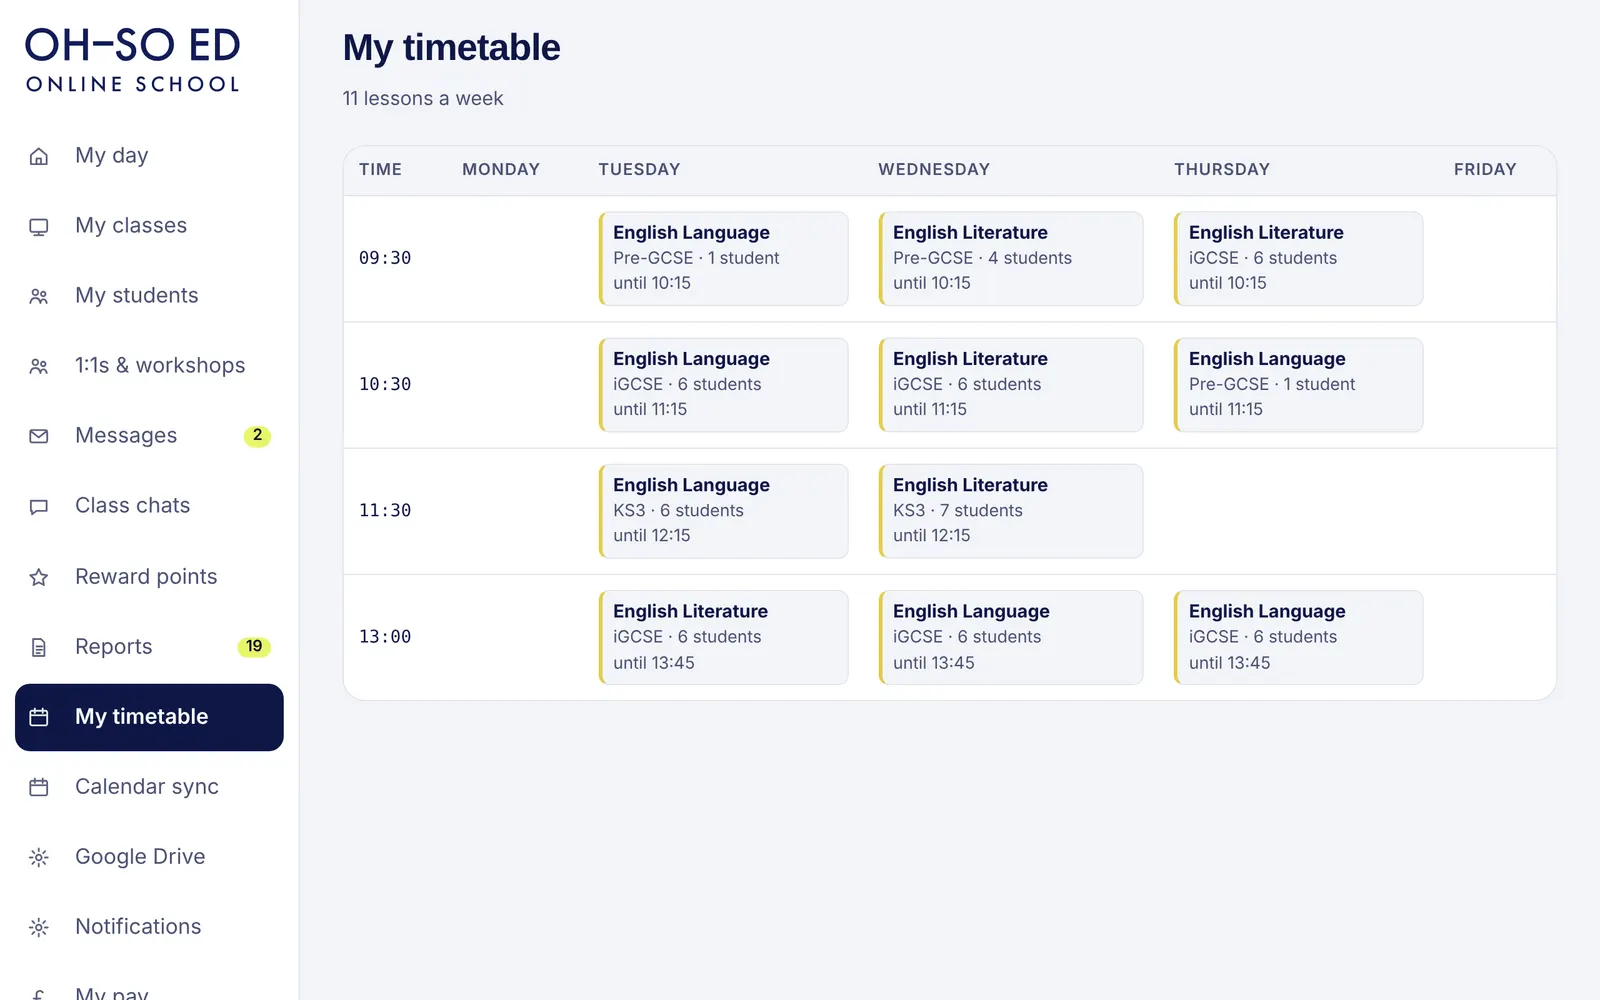 OH–SO ED
ONLINE SCHOOL
My day
My classes
My students
1:1s & workshops
Messages 2
Class chats
Reward points
Reports 19
My timetable
Calendar sync
Google Drive
Notifications
My pay
My timetable
11 lessons a week
TIME MONDAY TUESDAY WEDNESDAY THURSDAY FRIDAY
09:30
English Language
Pre-GCSE · 1 student
until 10:15
English Literature
Pre-GCSE · 4 students
until 10:15
English Literature
iGCSE · 6 students
until 10:15
10:30
English Language
iGCSE · 6 students
until 11:15
English Literature
iGCSE · 6 students
until 11:15
English Language
Pre-GCSE · 1 student
until 11:15
11:30
English Language
KS3 · 6 students
until 12:15
English Literature
KS3 · 7 students
until 12:15
13:00
English Literature
iGCSE · 6 students
until 13:45
English Language
iGCSE · 6 students
until 13:45
English Language
iGCSE · 6 students
until 13:45